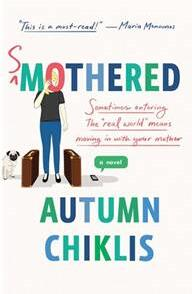 "This is a must-read!" —Maria Menounos
SMOTHERED
Sometimes entering
The "real world" means
moving in with your mother
a novel
AUTUMN
CHIKLIS